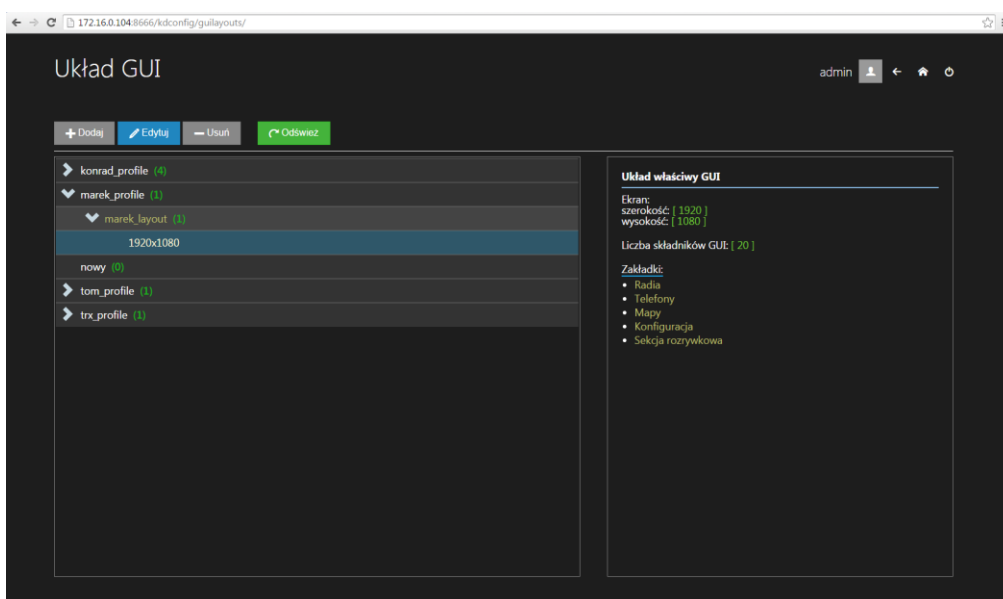 172.16.0.104:8666/kdconfig/guilayouts/
Układ GUI
admin
Dodaj
Edytuj
Usuń
Odśwież
konrad_profile (4)
marek_profile (1)
marek_layout (1)
1920x1080
nowy (0)
tom_profile (1)
trx_profile (1)
Układ właściwy GUI
Ekran:
szerokość: [ 1920 ]
wysokość: [ 1080 ]
Liczba składników GUI: [ 20 ]
Zakładki:
Radia
Telefony
Mapy
Konfiguracja
Sekcja rozrywkowa